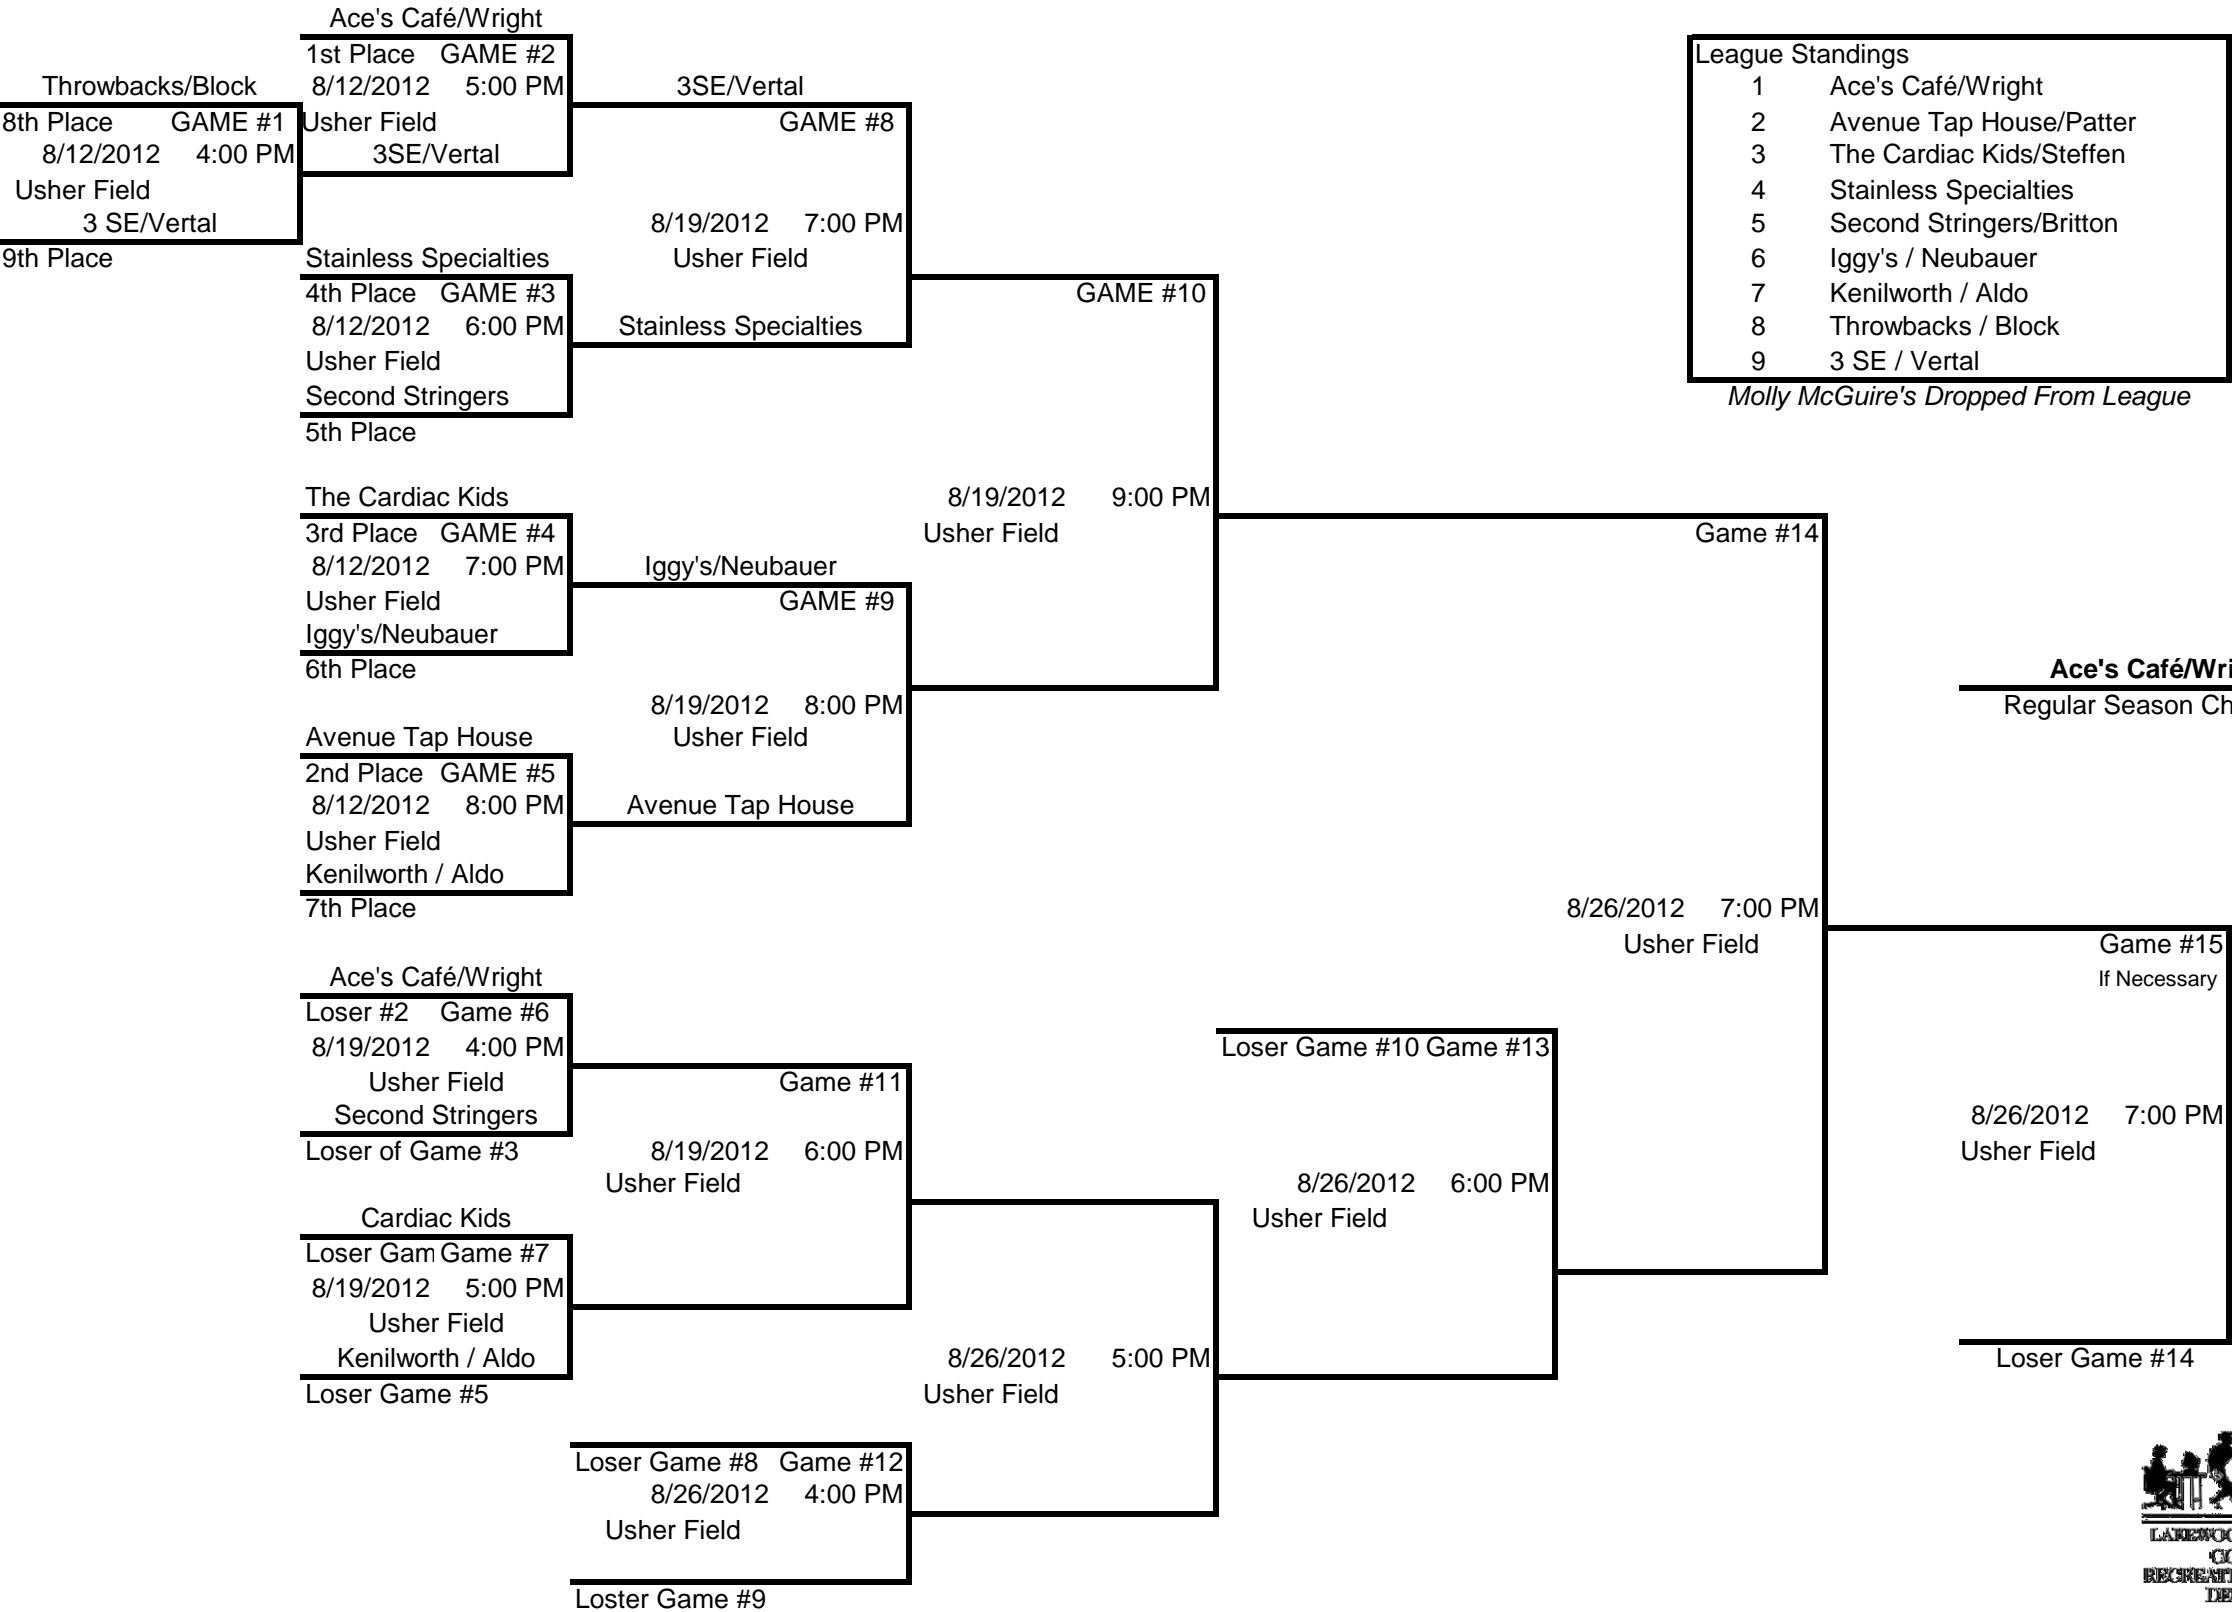 Ace's Café/Wright
1st Place GAME #2
8/12/2012 5:00 PM
Usher Field
3SE/Vertal
Throwbacks/Block
8th Place GAME #1
8/12/2012 4:00 PM
Usher Field
3 SE/Vertal
9th Place
3SE/Vertal
GAME #8
8/19/2012 7:00 PM
Usher Field
Stainless Specialties
Stainless Specialties
4th Place GAME #3
8/12/2012 6:00 PM
Usher Field
Second Stringers
5th Place
GAME #10
8/19/2012 9:00 PM
Usher Field
League Standings
1 Ace's Café/Wright
2 Avenue Tap House/Patter
3 The Cardiac Kids/Steffen
4 Stainless Specialties
5 Second Stringers/Britton
6 Iggy's / Neubauer
7 Kenilworth / Aldo
8 Throwbacks / Block
9 3 SE / Vertal
Molly McGuire's Dropped From League
The Cardiac Kids
3rd Place GAME #4
8/12/2012 7:00 PM
Usher Field
Iggy's/Neubauer
6th Place
Iggy's/Neubauer
GAME #9
8/19/2012 8:00 PM
Usher Field
Avenue Tap House
Avenue Tap House
2nd Place GAME #5
8/12/2012 8:00 PM
Usher Field
Kenilworth / Aldo
7th Place
Game #14
8/26/2012 7:00 PM
Usher Field
Ace's Café/Wri
Regular Season Ch
Game #15
If Necessary
8/26/2012 7:00 PM
Usher Field
Loser Game #14
Ace's Café/Wright
Loser #2 Game #6
8/19/2012 4:00 PM
Usher Field
Second Stringers
Loser of Game #3
Game #11
8/19/2012 6:00 PM
Usher Field
Cardiac Kids
Loser Gam Game #7
8/19/2012 5:00 PM
Usher Field
Kenilworth / Aldo
Loser Game #5
Loser Game #10 Game #13
8/26/2012 6:00 PM
Usher Field
8/26/2012 5:00 PM
Usher Field
Loser Game #8 Game #12
8/26/2012 4:00 PM
Usher Field
Loster Game #9